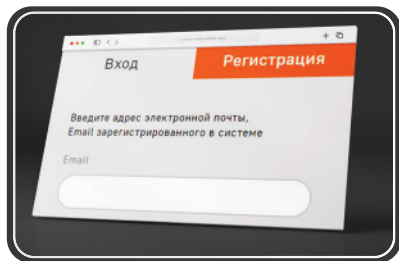 Вход
Регистрация
Введите адрес электронной почты,
Email зарегистрированного в системе
Email